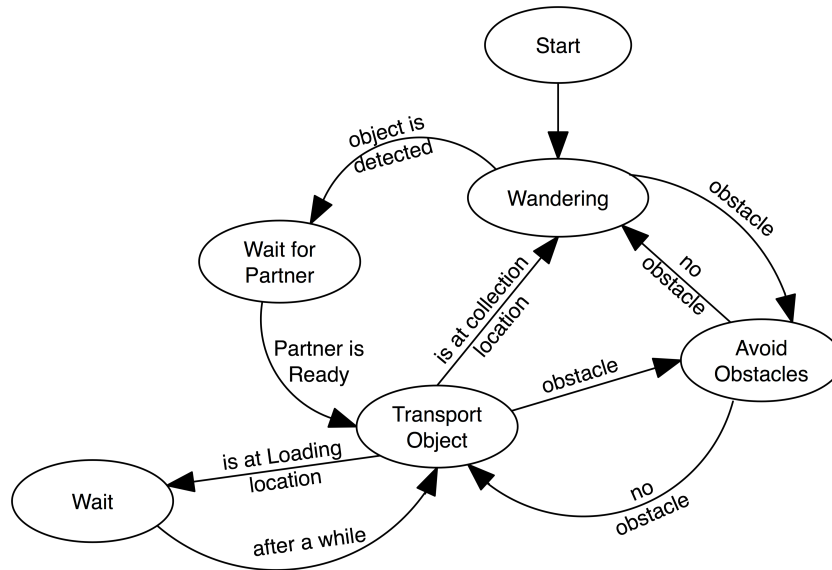 Start
object is
detected
Wandering
obstacle
Wait for
Partner
no
obstacle
is at collection
location
Partner is
Ready
Avoid
Obstacles
obstacle
Transport
Object
is at Loading
location
Wait
no
obstacle
after a while